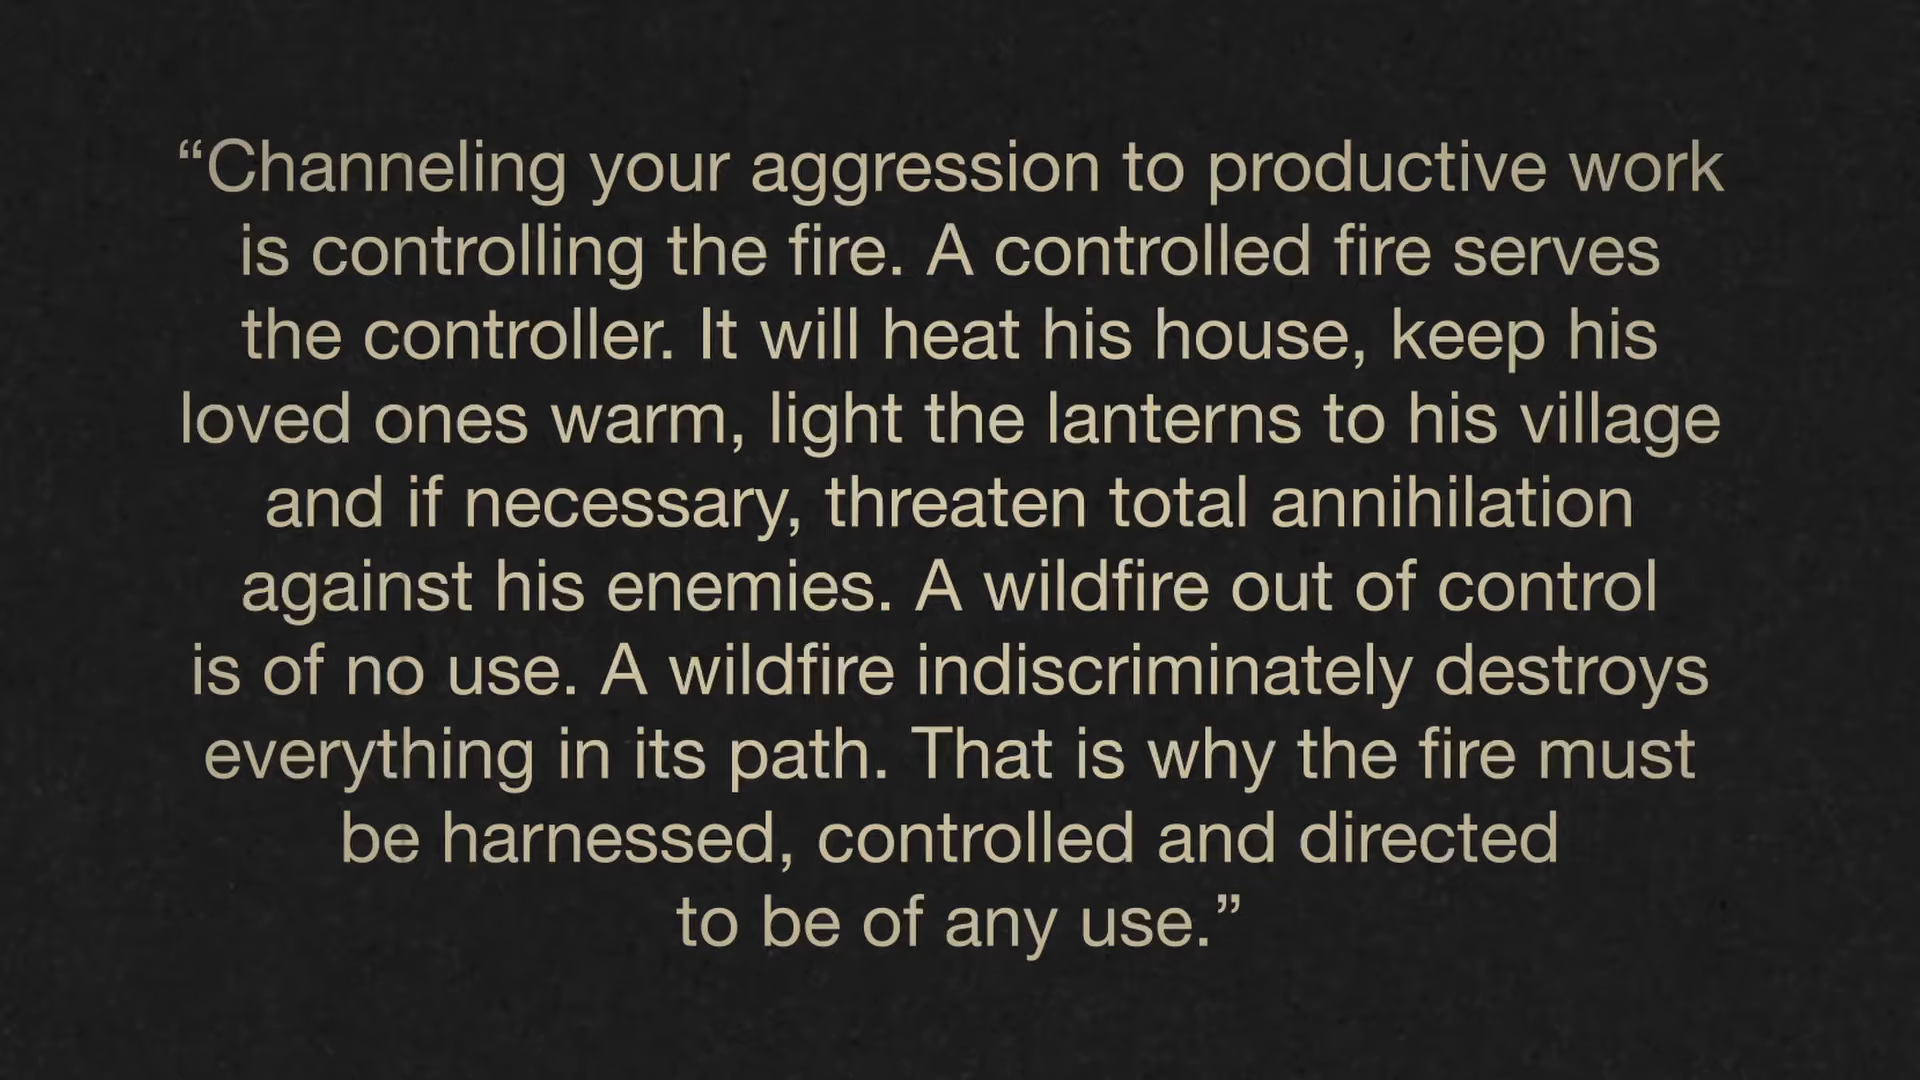 “Channeling your aggression to productive work
is controlling the fire. A controlled fire serves
the controller. It will heat his house, keep his
loved ones warm, light the lanterns to his village
and if necessary, threaten total annihilation
against his enemies. A wildfire out of control
is of no use. A wildfire indiscriminately destroys
everything in its path. That is why the fire must
be harnessed, controlled and directed
to be of any use.”